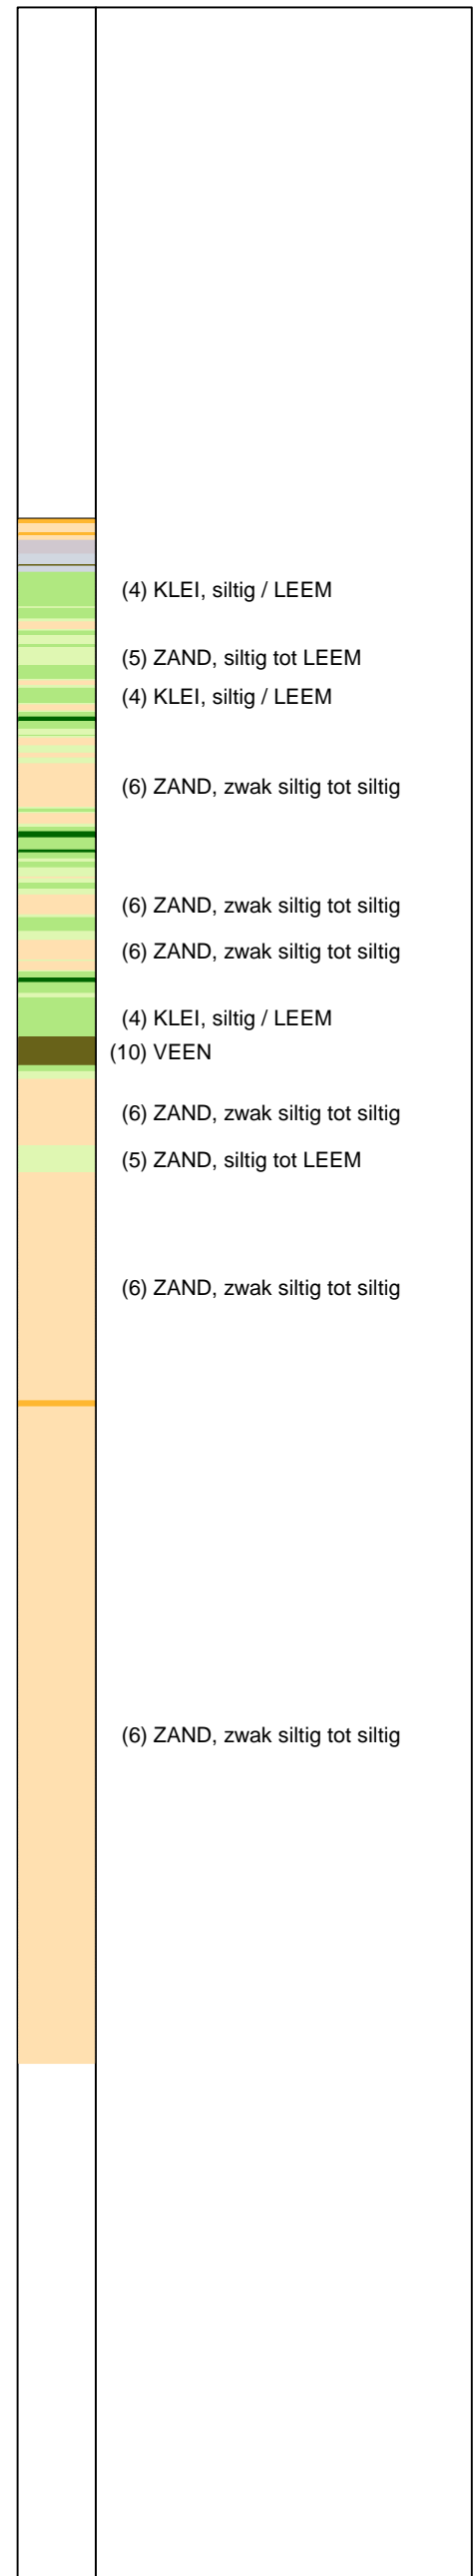 (4) KLEI, siltig / LEEM
(5) ZAND, siltig tot LEEM
(4) KLEI, siltig / LEEM
(6) ZAND, zwak siltig tot siltig
(6) ZAND, zwak siltig tot siltig
(6) ZAND, zwak siltig tot siltig
(4) KLEI, siltig / LEEM
(10) VEEN
(6) ZAND, zwak siltig tot siltig
(5) ZAND, siltig tot LEEM
(6) ZAND, zwak siltig tot siltig
(6) ZAND, zwak siltig tot siltig